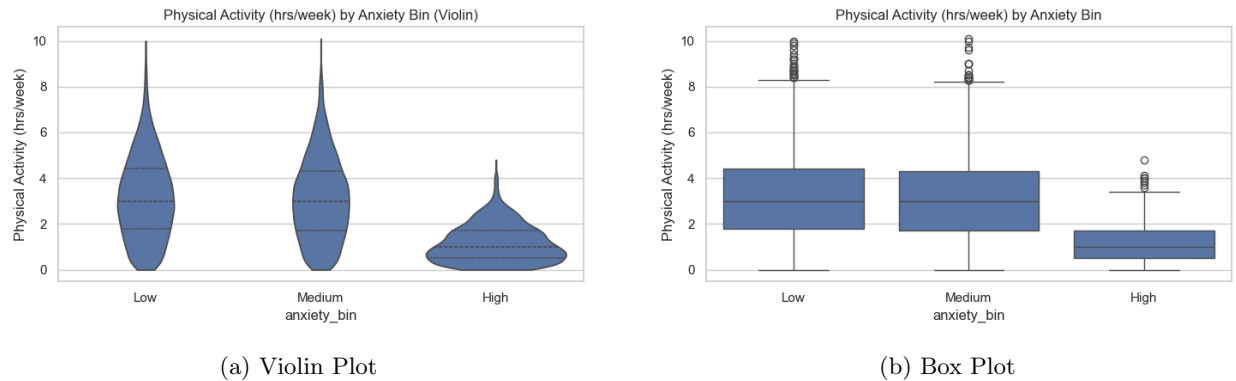 Physical Activity (hrs/week) by Anxiety Bin (Violin)
Physical Activity (hrs/week)
10
8
6
4
2
0
Low Medium High
anxiety_bin
(a) Violin Plot
Physical Activity (hrs/week) by Anxiety Bin
Physical Activity (hrs/week)
10
8
6
4
2
0
Low Medium High
anxiety_bin
(b) Box Plot